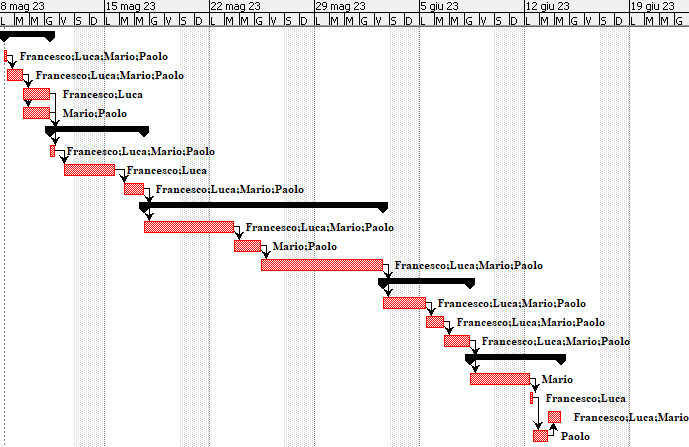 8 mag 23 15 mag 23 22 mag 23 29 mag 23 5 giu 23 12 giu 23 19 giu 23
L M M G V S D L M M G V S D L M M G V S D L M M G V S D L M M G V S D L M M G V S D L M M G
Francesco;Luca;Mario;Paolo
Francesco;Luca;Mario;Paolo
Francesco;Luca
Mario;Paolo
Francesco;Luca;Mario;Paolo
Francesco;Luca
Francesco;Luca;Mario;Paolo
Francesco;Luca;Mario;Paolo
Mario;Paolo
Francesco;Luca;Mario;Paolo
Francesco;Luca;Mario;Paolo
Francesco;Luca;Mario;Paolo
Francesco;Luca;Mario;Paolo
Mario
Francesco;Luca
Francesco;Luca;Mario
Paolo